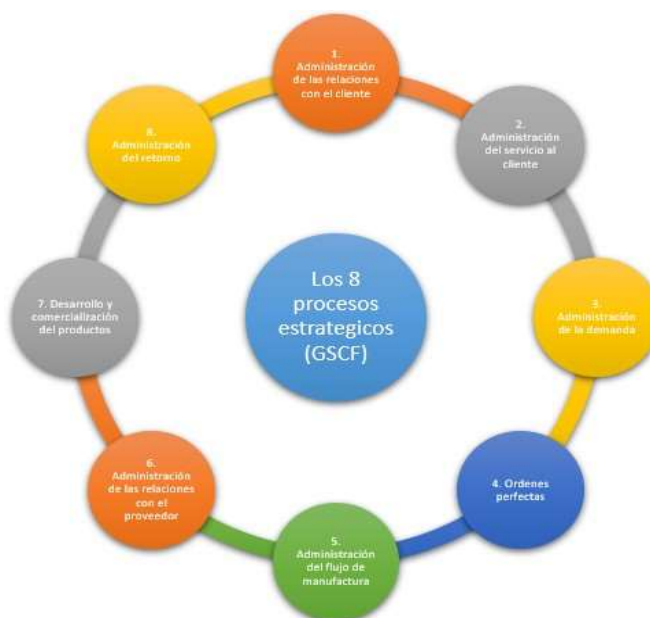 1.
Administración
de las relaciones
con el cliente
2.
Administración
del servicio al
cliente
3.
Administración
de la demanda
4. Ordenes
perfectas
5.
Administración
del flujo de
manufactura
6.
Administración
de las relaciones
con el
proveedor
7. Desarrollo y
comercialización
del productos
8.
Administración
del retorno
Los 8
procesos
estrategicos
(GSCF)